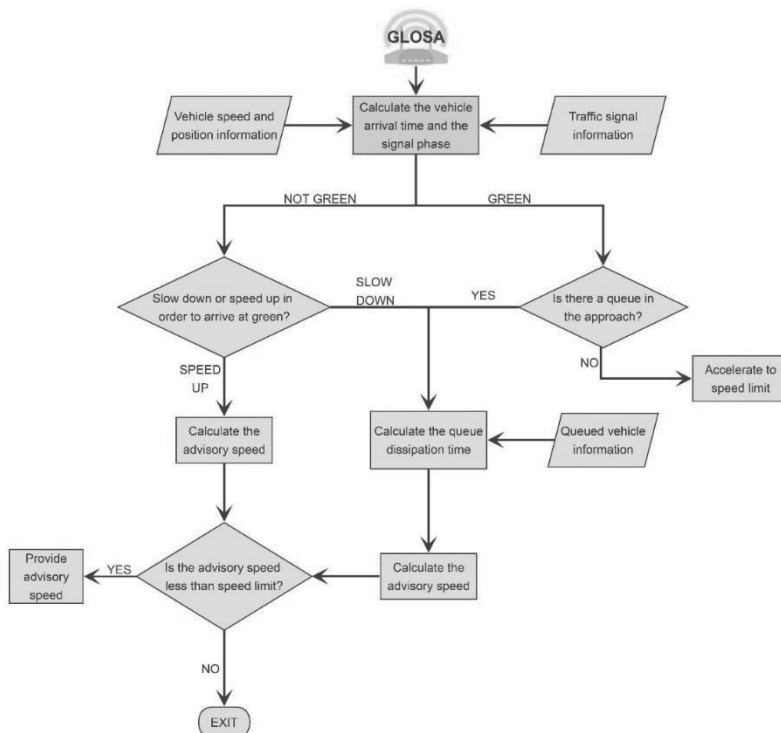 GLOSA
Vehicle speed and
position information
Calculate the vehicle
arrival time and the
signal phase
Traffic signal
information
NOT GREEN
GREEN
Slow down or speed up in
order to arrive at green?
SLOW
DOWN
YES
Is there a queue in
the approach?
NO
Accelerate to
speed limit
SPEED
UP
Calculate the
advisory speed
Calculate the queue
dissipation time
Queued vehicle
information
Provide
advisory
speed
YES
Is the advisory speed
less than speed limit?
Calculate the
advisory speed
NO
EXIT